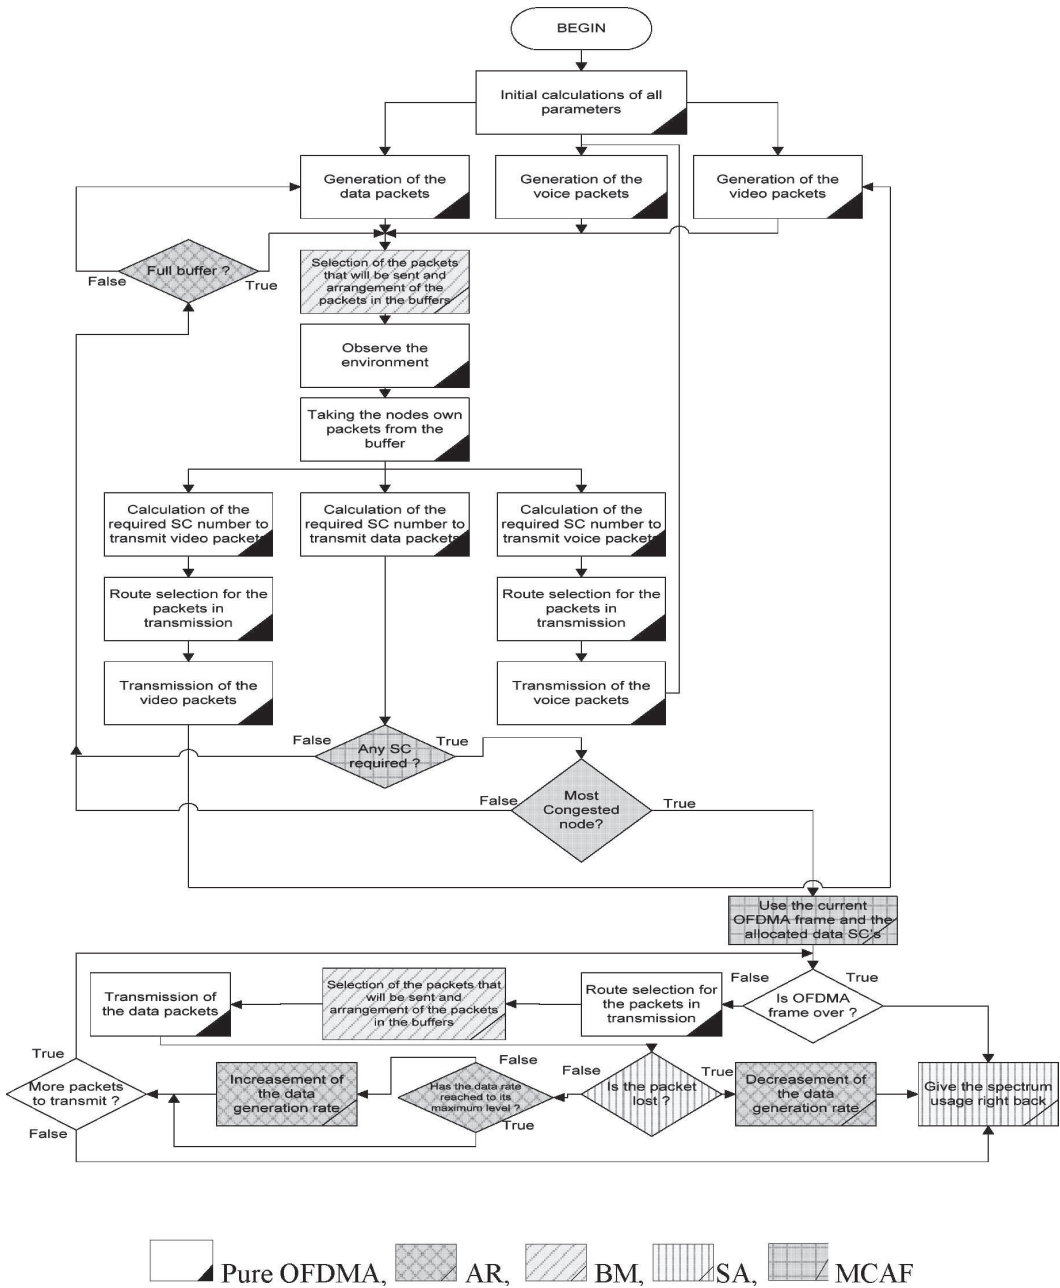 BEGIN
Initial calculations of all
parameters
Generation of the
data packets
Generation of the
voice packets
Generation of the
video packets
Full buffer ?
False
True
Selection of the packets
that will be sent and
arrangement of the
packets in the buffers
Observe the
environment
Taking the nodes own
packets from the
buffer
Calculation of the
required SC number to
transmit video packets
Calculation of the
required SC number to
transmit data packets
Calculation of the
required SC number to
transmit voice packets
Route selection for the
packets in
transmission
Route selection for the
packets in
transmission
Transmission of the
video packets
Transmission of the
voice packets
False
True
Any SC
required ?
False
True
Most
Congested
node?
Use the current
OFDMA frame and the
allocated data SC's
Transmission of
the data packets
Selection of the packets that
will be sent and
arrangement of the packets
in the buffers
Route selection for
the packets in
transmission
False
True
Is OFDMA
frame over ?
True
More packets
to transmit ?
False
Increasement of
the data
generation rate
False
Has the data rate
reached to its
maximum level ?
True
False
True
Is the packet
lost ?
Decreasement of
the data
generation rate
Give the spectrum
usage right back
Pure OFDMA, AR, BM, SA, MCAF